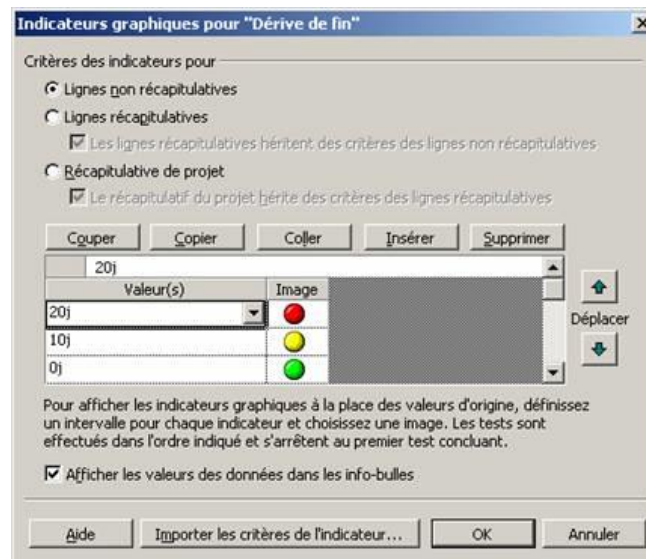 Indicateurs graphiques pour "Dérive de fin"
Critères des indicateurs pour
Lignes non récapitulatives
Lignes récapitulatives
Les lignes récapitulatives héritent des critères des lignes non récapitulatives
Récapitulative de projet
Le récapitulatif du projet hérite des critères des lignes récapitulatives
Couper Copier Coller Insérer Supprimer
20j
Valeur(s) Image
20j
Déplacer
10j
0j
Pour afficher les indicateurs graphiques à la place des valeurs d'origine, définissez
un intervalle pour chaque indicateur et choisissez une image. Les tests sont
effectués dans l'ordre indiqué et s'arrêtent au premier test concluant.
Afficher les valeurs des données dans les info-bulles
Aide Importer les critères de l'indicateur... OK Annuler